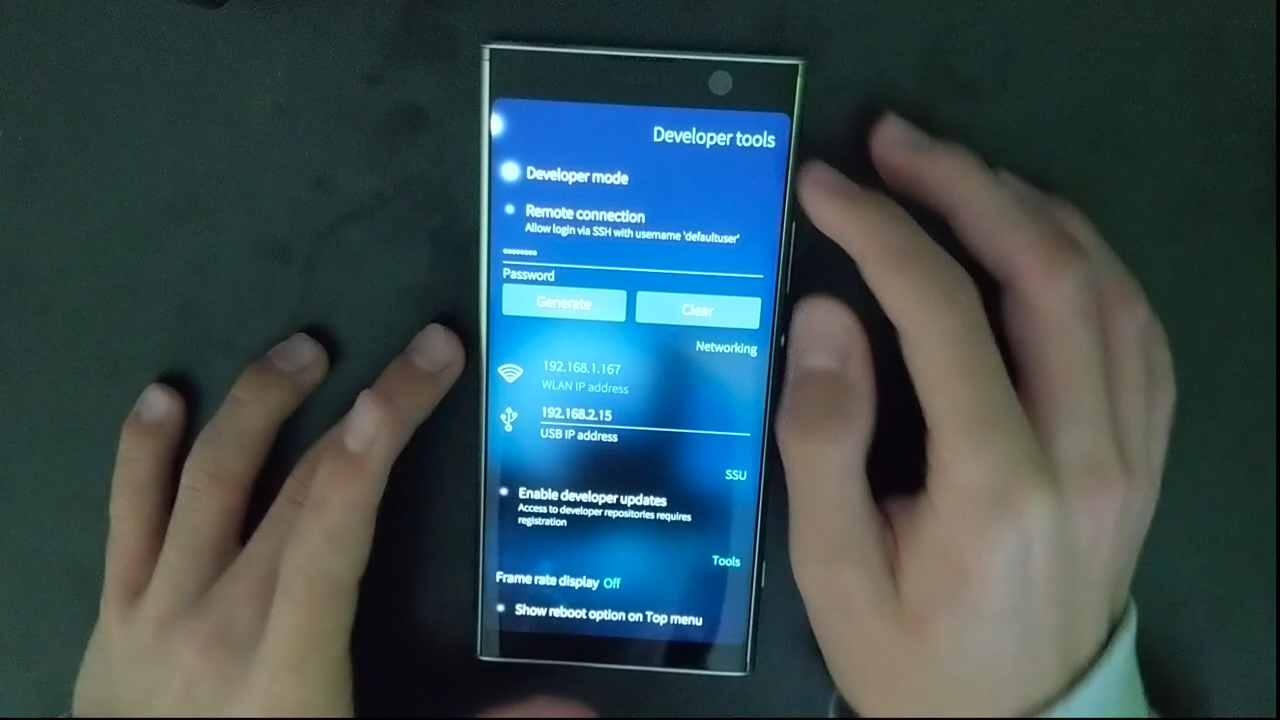 Developer tools
Developer mode
Remote connection
Allow login via SSH with username 'defaultuser'
Password
Generate
Clear
Networking
192.168.1.167
WLAN IP address
192.168.2.15
USB IP address
SSU
Enable developer updates
Access to developer repositories requires
registration
Tools
Frame rate display Off
Show reboot option on Top menu